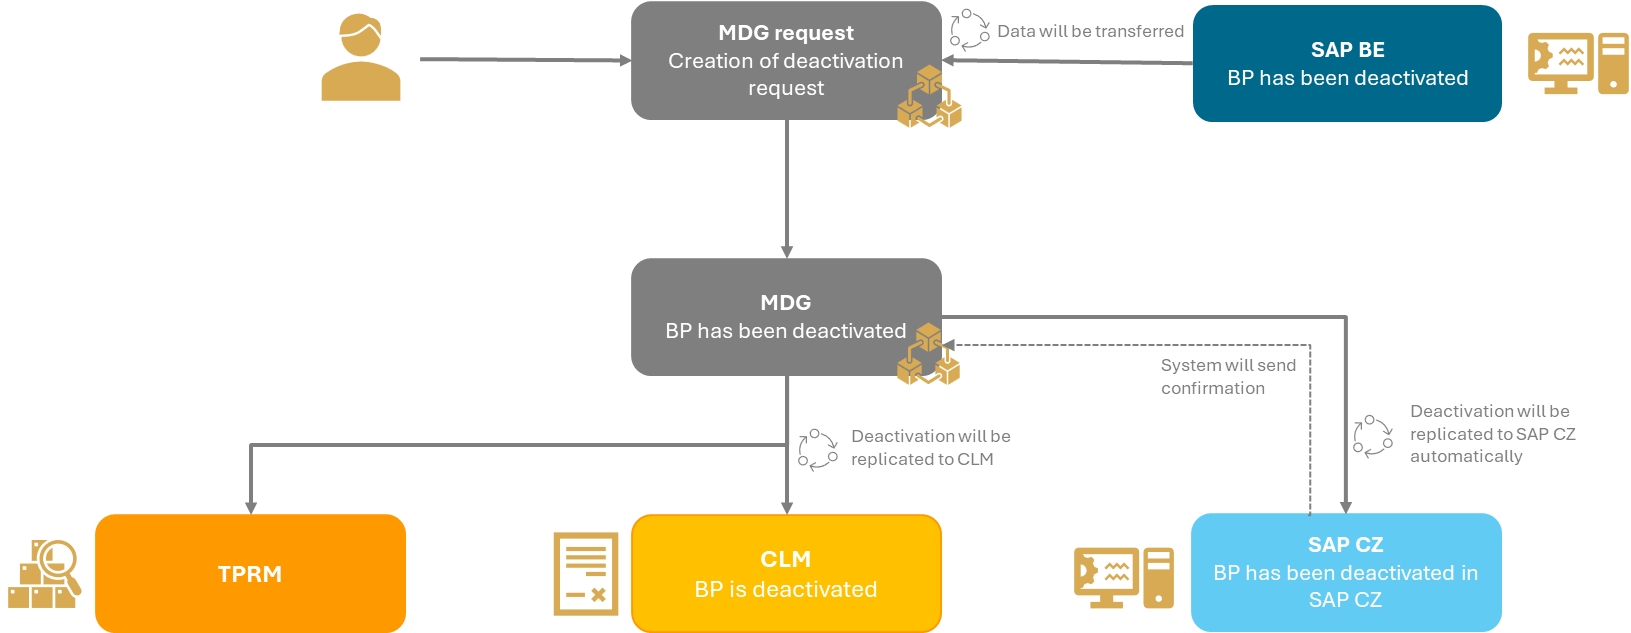 MDG request
Creation of deactivation
request
Data will be transferred
SAP BE
BP has been deactivated
MDG
BP has been deactivated
System will send
confirmation
Deactivation will be
replicated to SAP CZ
automatically
Deactivation will be
replicated to CLM
TPRM
CLM
BP is deactivated
SAP CZ
BP has been deactivated in
SAP CZ